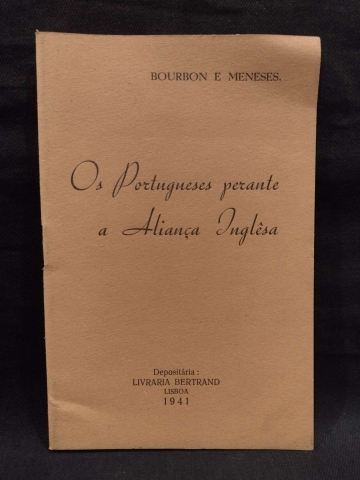 BOURBON E MENESES.
Os Portugueses perante
a Aliança Inglêsa
Depositária :
LIVRARIA BERTRAND
LISBOA
1941